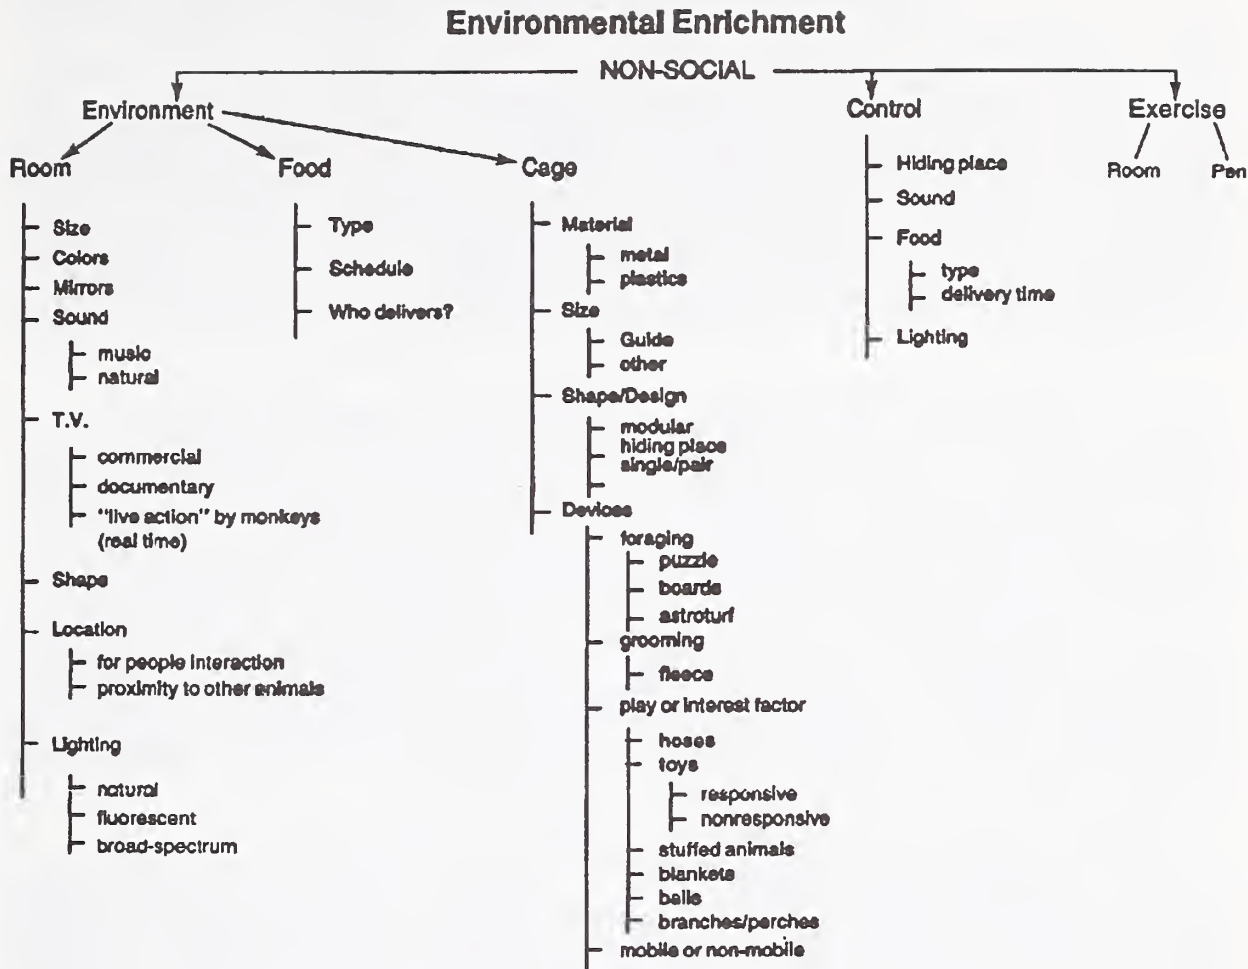 Environmental Enrichment
NON-SOCIAL
Environment
Control
Exercise
Room
Food
Cage
Hiding place
Sound
Food
type
delivery time
Lighting
Room
Pen
Size
Colors
Mirrors
Sound
music
natural
T.V.
commercial
documentary
"live action" by monkeys
(real time)
Shape
Location
for people interaction
proximity to other animals
Lighting
natural
fluorescent
broad-spectrum
Type
Schedule
Who delivers?
Material
metal
plastics
Size
Guide
other
Shape/Design
modular
hiding place
single/pair
Devices
foraging
puzzle
boards
astroturf
grooming
fleece
play or interest factor
hoses
toys
responsive
nonresponsive
stuffed animals
blankets
balls
branches/perches
mobile or non-mobile